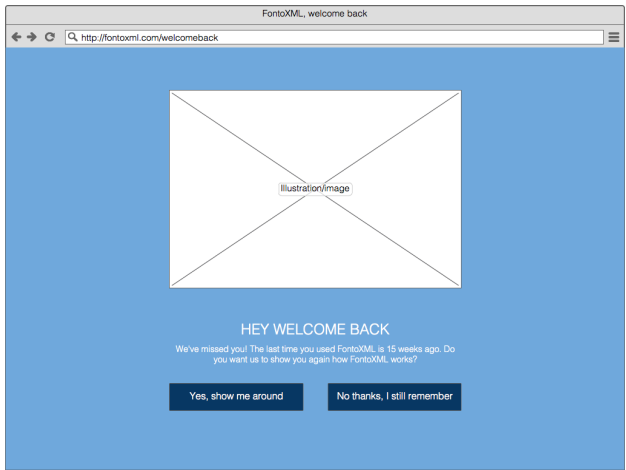 FontoXML, welcome back
http://fontoxml.com/welcomeback
Illustration/image
HEY WELCOME BACK
We've missed you! The last time you used FontoXML is 15 weeks ago. Do
you want us to show you again how FontoXML works?
Yes, show me around
No thanks, I still remember